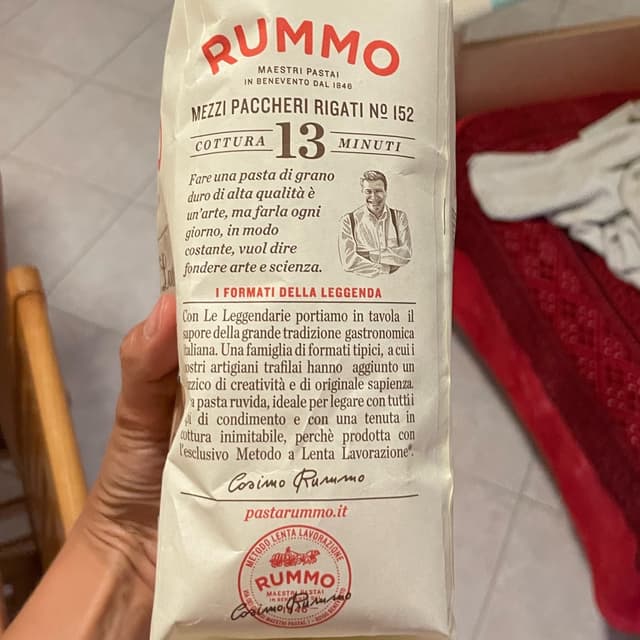 RUMMO
MAESTRI PASTAI
IN BENEVENTO DAL 1846
MEZZI PACCHERI RIGATI Nº 152
COTTURA 13 MINUTI
Fare una pasta di grano
duro di alta qualità è
un'arte, ma farla ogni
giorno, in modo
costante, vuol dire
fondere arte e scienza.
I FORMATI DELLA LEGGENDA
Con Le Leggendarie portiamo in tavola il
sapore della grande tradizione gastronomica
italiana. Una famiglia di formati tipici, a cui i
nostri artigiani trafilai hanno aggiunto un
pizzico di creatività e di originale sapienza.
pasta ruvida, ideale per legare con tutti i
di condimento e con una tenuta in
cottura inimitabile, perchè prodotta con
l'esclusivo Metodo a Lenta Lavorazione®.
Cosimo Rummo
pastarummo.it
METODO LENTA LAVORAZIONE
RUMMO
MAESTRI PASTAI
IN BENEVENTO DAL
1846
Cosimo Rummo